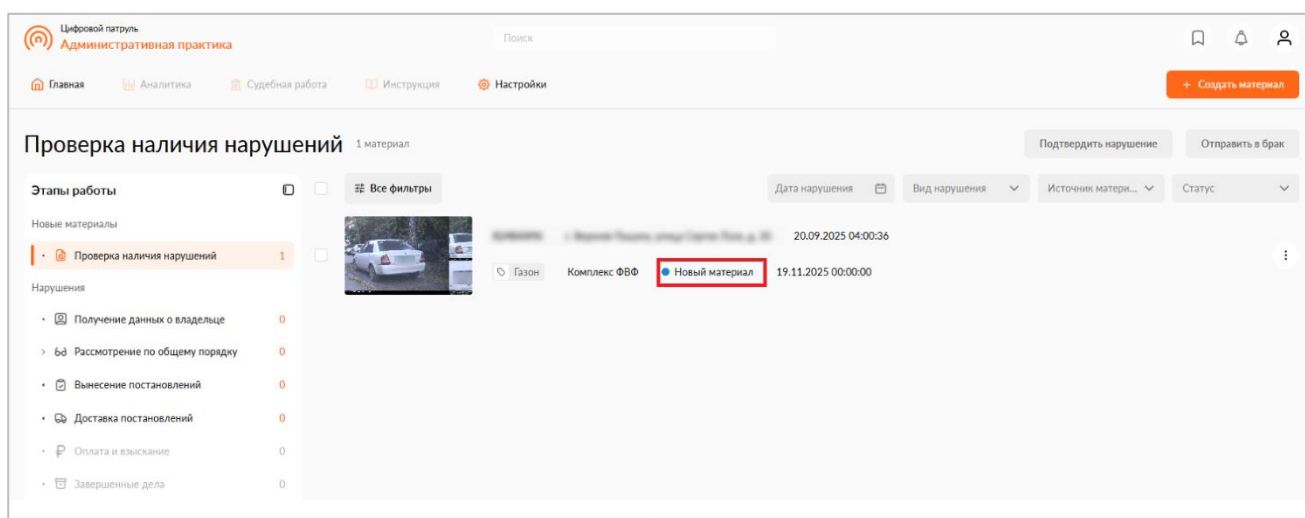 Цифровой патруль
Административная практика
Поиск
Главная Аналитика Судебная работа Инструкция Настройки
+ Создать материал
Проверка наличия нарушений 1 материал
Подтвердить нарушение Отправить в брак
Этапы работы
Все фильтры Дата нарушения Вид нарушения Источник матери... Статус
Новые материалы
Проверка наличия нарушений 1
20.09.2025 04:00:36
Газон Комплекс ФВФ Новый материал 19.11.2025 00:00:00
Нарушения
Получение данных о владельце 0
Рассмотрение по общему порядку 0
Вынесение постановлений 0
Доставка постановлений 0
Оплата и взыскание 0
Завершенные дела 0